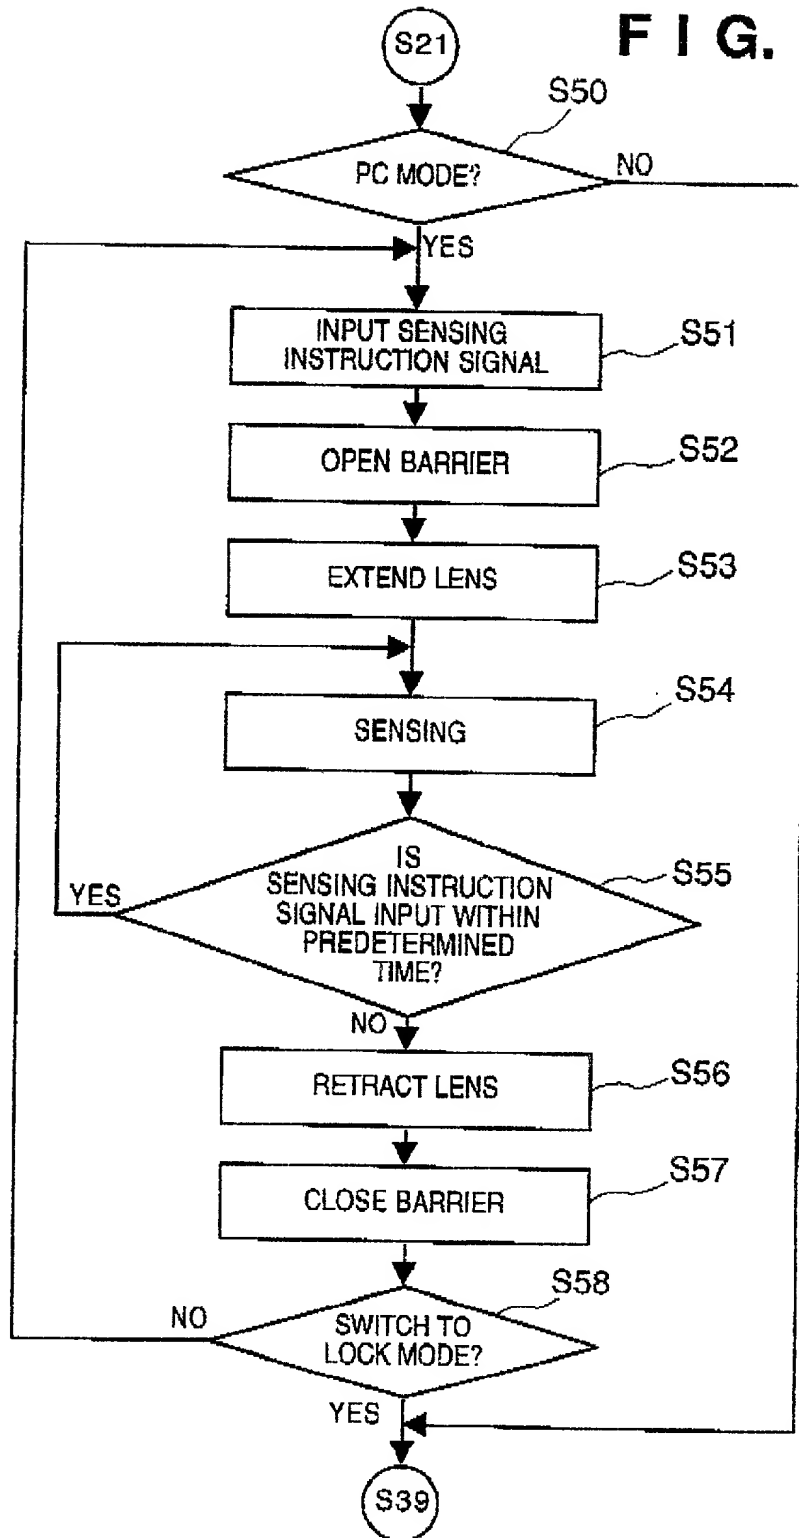 FIG.
S21
S50
PC MODE?
NO
YES
INPUT SENSING
INSTRUCTION SIGNAL
S51
OPEN BARRIER
S52
EXTEND LENS
S53
SENSING
S54
IS
SENSING INSTRUCTION
SIGNAL INPUT WITHIN
PREDETERMINED
TIME?
S55
YES
NO
RETRACT LENS
S56
CLOSE BARRIER
S57
S58
SWITCH TO
LOCK MODE?
NO
YES
S39